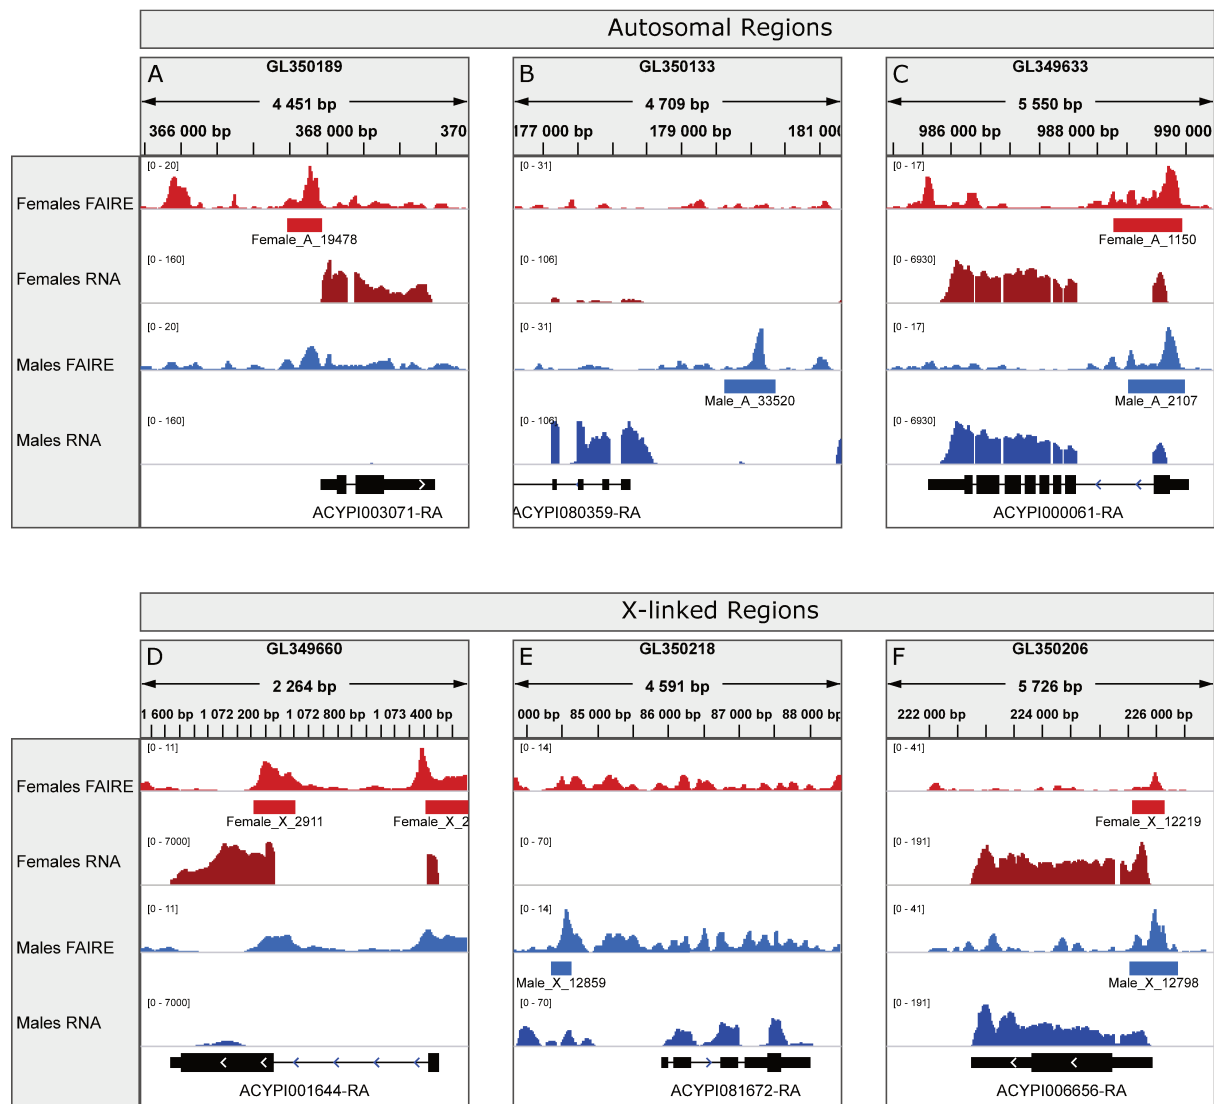 Autosomal Regions
A B C
GL350189 GL350133 GL349633
4 451 bp 4 709 bp 5 550 bp
366 000 bp 368 000 bp 370 177 000 bp 179 000 bp 181 000 986 000 bp 988 000 bp 990 000
[0 - 20] [0 - 31] [0 - 17]
Females FAIRE
Female_A_19478 Female_A_1150
[0 - 160] [0 - 106] [0 - 6930]
Females RNA
[0 - 20] [0 - 31] [0 - 17]
Males FAIRE
Male_A_33520 Male_A_2107
[0 - 160] [0 - 106] [0 - 6930]
Males RNA
ACYPI003071-RA ACYPI080359-RA ACYPI000061-RA
X-linked Regions
D E F
GL349660 GL350218 GL350206
2 264 bp 4 591 bp 5 726 bp
1 600 bp 1 072 200 bp 1 072 800 bp 1 073 400 bp 000 bp 85 000 bp 86 000 bp 87 000 bp 88 000 bp 222 000 bp 224 000 bp 226 000 bp
[0 - 11] [0 - 14] [0 - 41]
Females FAIRE
Female_X_2911 Female_X_2 Female_X_12219
[0 - 7000] [0 - 70] [0 - 191]
Females RNA
[0 - 11] [0 - 14] [0 - 41]
Males FAIRE
Male_X_12859 Male_X_12798
[0 - 7000] [0 - 70] [0 - 191]
Males RNA
ACYPI001644-RA ACYPI081672-RA ACYPI006656-RA